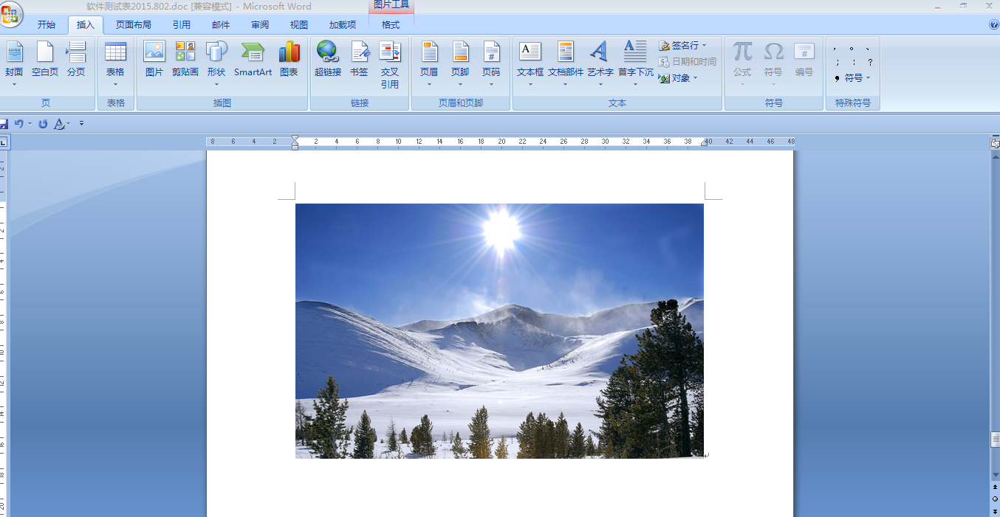 软件测试表2015.802.doc [兼容模式] - Microsoft Word
图片工具
开始 插入 页面布局 引用 邮件 审阅 视图 加载项 格式
封面 空白页 分页 表格 图片 剪贴画 形状 SmartArt 图表 超链接 书签 交叉引用 页眉 页脚 页码 文本框 文档部件 艺术字 首字下沉
签名行
日期和时间
对象
公式 符号 编号
， 。 、
； ： ？
， 符号
页 表格 插图 链接 页眉和页脚 文本 符号 特殊符号
8 6 4 2 2 4 6 8 10 12 14 16 18 20 22 24 26 28 30 32 34 36 38 40 42 44 46 48